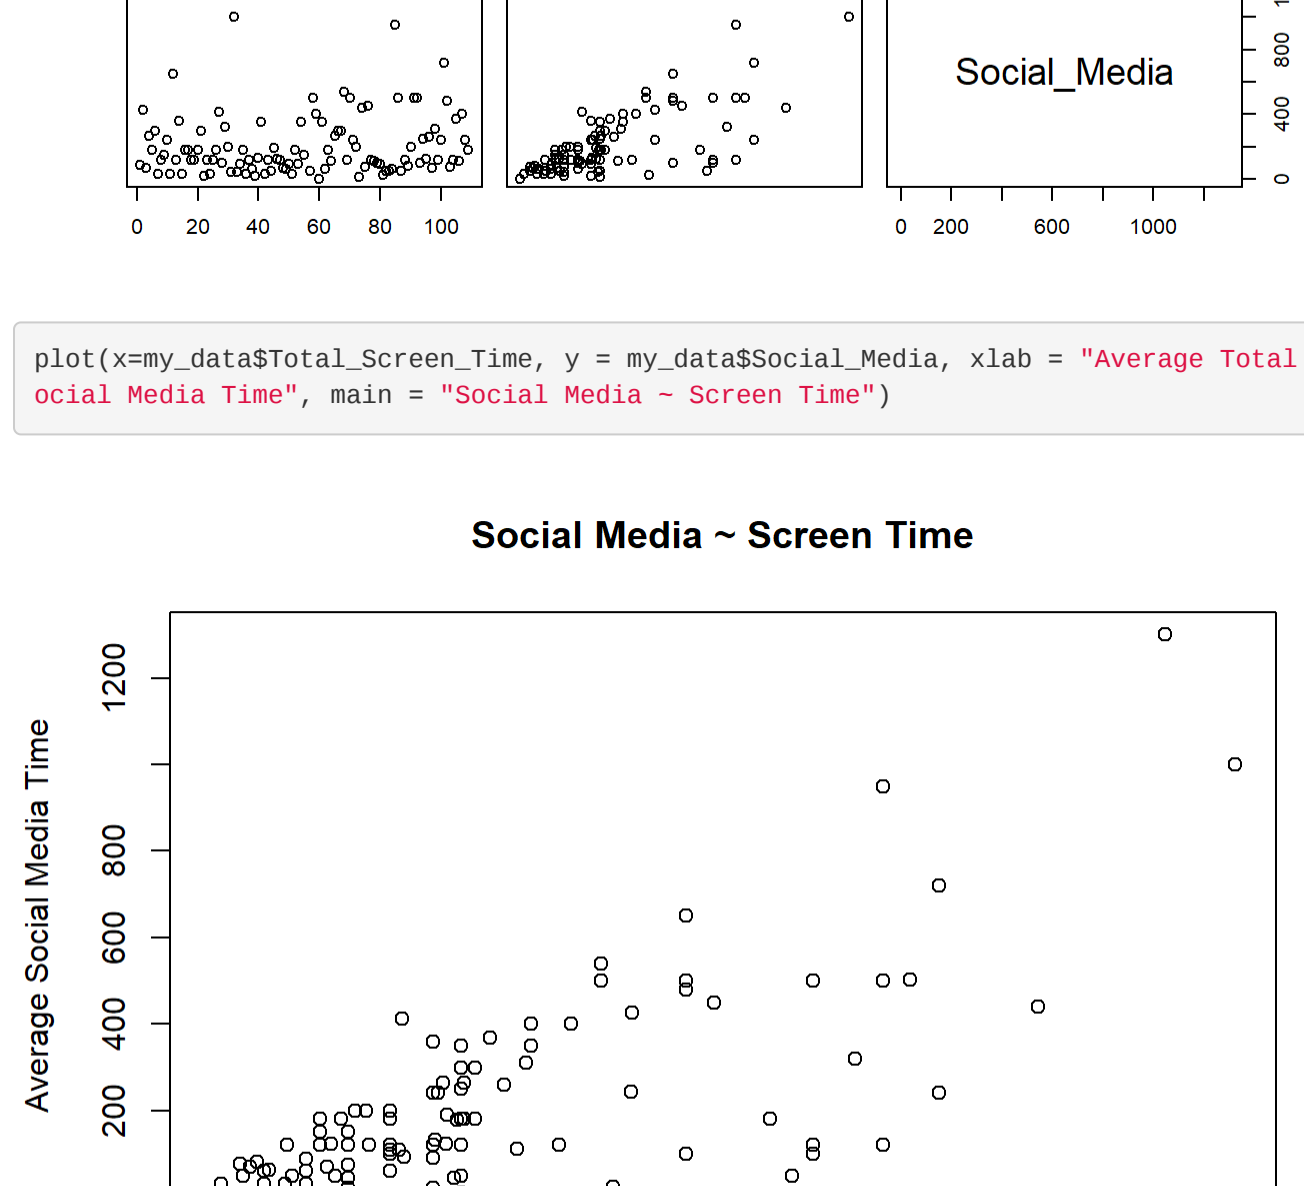 Social_Media
0 400 800
0 20 40 60 80 100
0 200 600 1000
plot(x=my_data$Total_Screen_Time, y = my_data$Social_Media, xlab = "Average Total
ocial Media Time", main = "Social Media ~ Screen Time")
Social Media ~ Screen Time
Average Social Media Time
200 400 600 800 1200